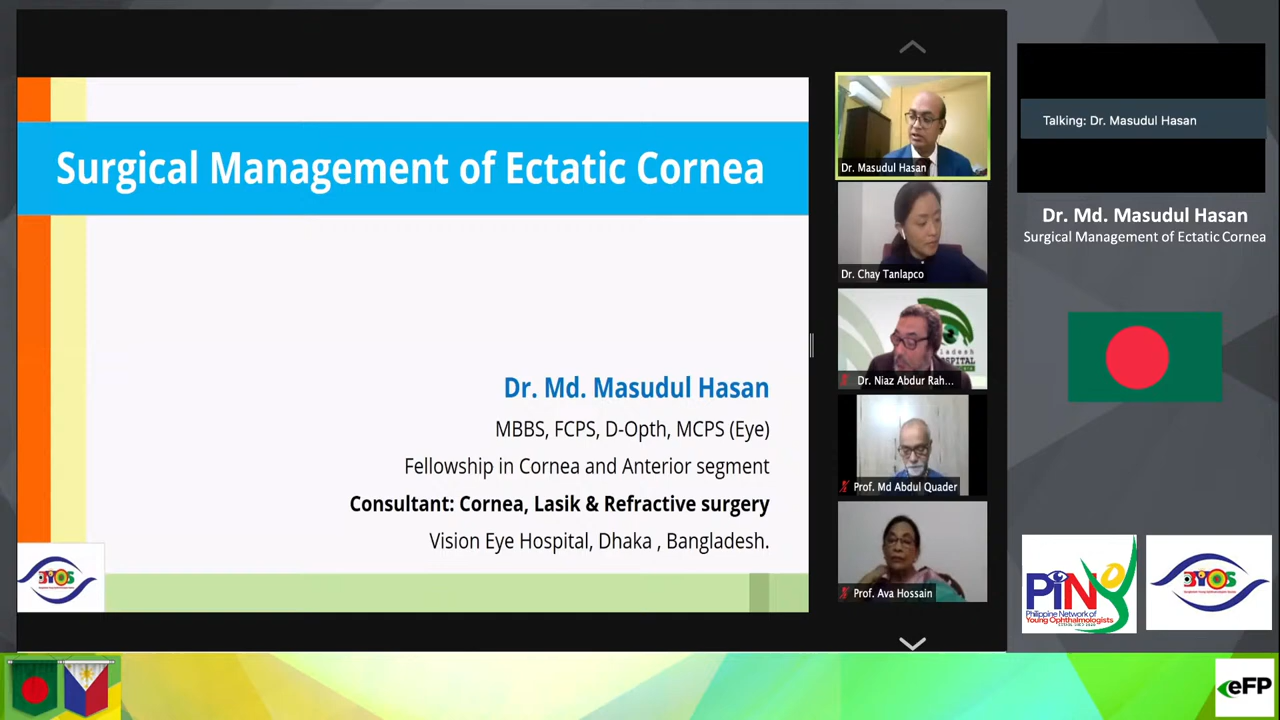 Surgical Management of Ectatic Cornea
Dr. Md. Masudul Hasan
MBBS, FCPS, D-Opth, MCPS (Eye)
Fellowship in Cornea and Anterior segment
Consultant: Cornea, Lasik & Refractive surgery
Vision Eye Hospital, Dhaka , Bangladesh.
BYOS
Dr. Masudul Hasan
Dr. Chay Tanlapco
Dr. Niaz Abdur Rah...
Prof. Md Abdul Quader
Prof. Ava Hossain
Talking: Dr. Masudul Hasan
Dr. Md. Masudul Hasan
Surgical Management of Ectatic Cornea
PiNY
Philippine Network of
Young Ophthalmologists
BYOS
eFP